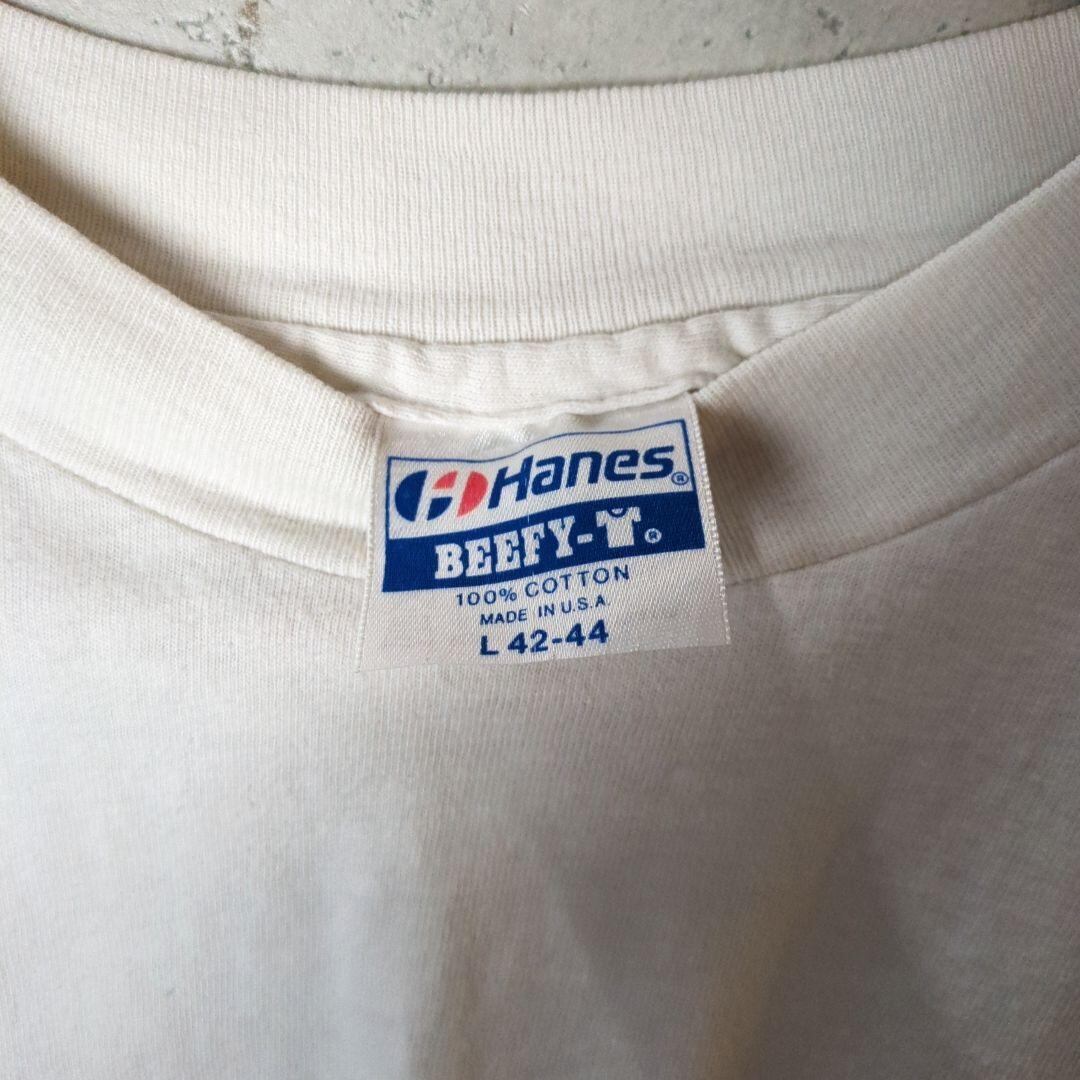 Hanes®
BEEFY-T®
100% COTTON
MADE IN U.S.A.
L 42-44